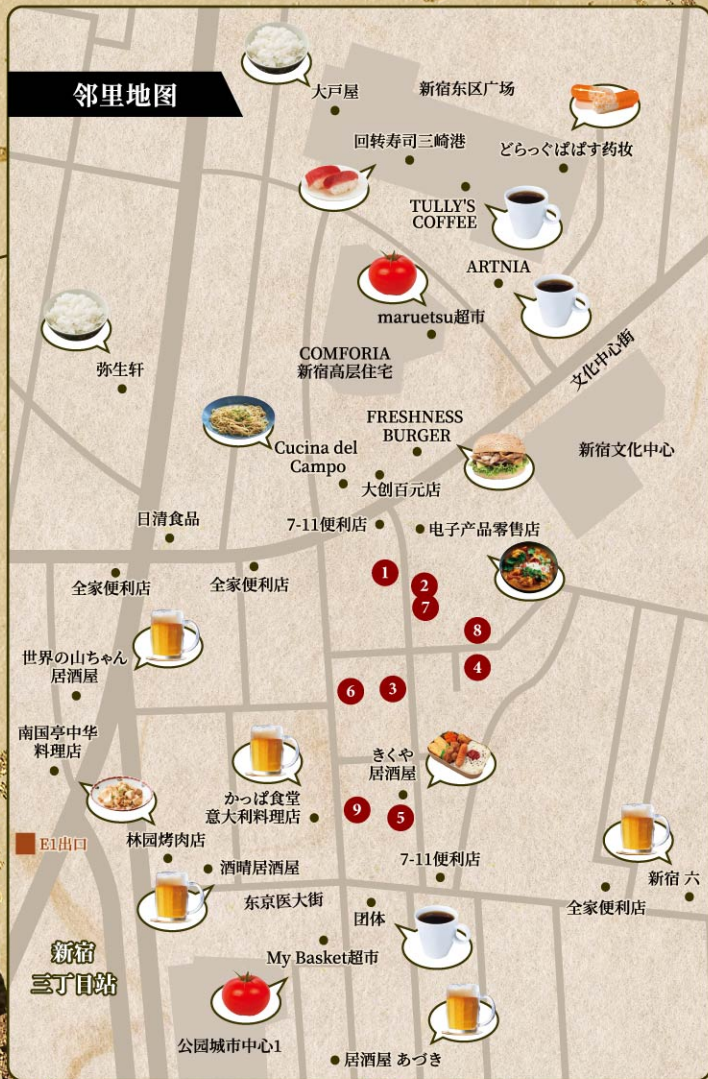 邻里地图
大戸屋
新宿东区广场
回转寿司三崎港
どらっぐぱぱす药妆
TULLY'S
COFFEE
ARTNIA
maruetsu超市
弥生轩
COMFORIA
新宿高层住宅
文化中心街
FRESHNESS
BURGER
Cucina del
Campo
新宿文化中心
大创百元店
日清食品
7-11便利店
电子产品零售店
全家便利店
全家便利店
1
2
7
8
4
世界の山ちゃん
居酒屋
6
3
南国亭中华
料理店
きくや
居酒屋
かっぱ食堂
意大利料理店
9
5
E1出口
林园烤肉店
酒晴居酒屋
7-11便利店
新宿 六
东京医大街
团体
全家便利店
新宿
三丁目站
My Basket超市
公园城市中心1
居酒屋 あづき